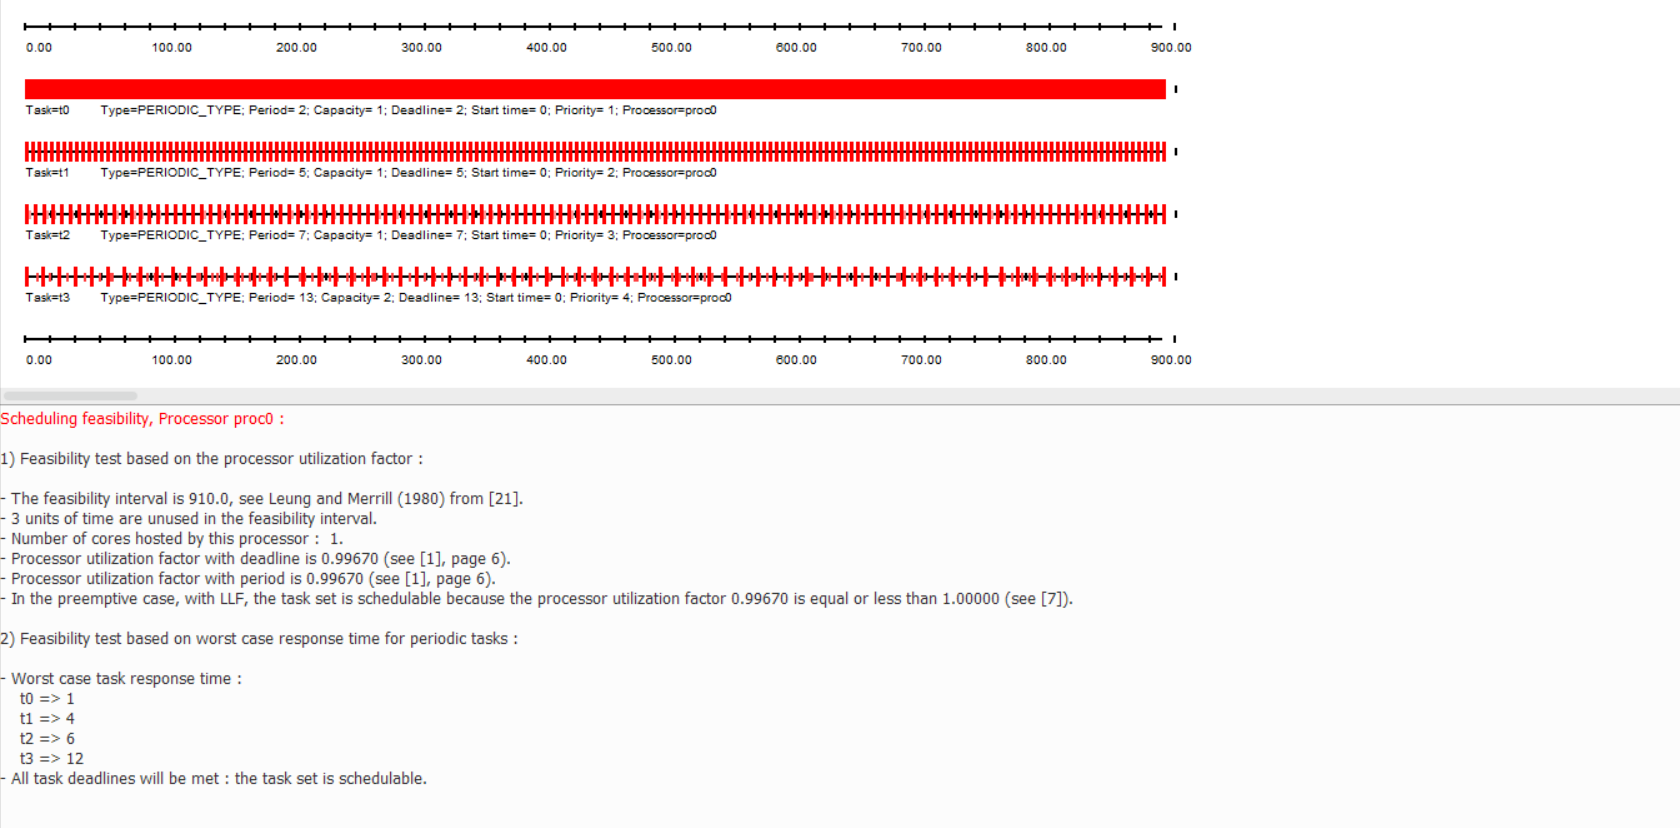 0.00 100.00 200.00 300.00 400.00 500.00 600.00 700.00 800.00 900.00
Task=t0 Type=PERIODIC_TYPE; Period= 2; Capacity= 1; Deadline= 2; Start time= 0; Priority= 1; Processor=proc0
Task=t1 Type=PERIODIC_TYPE; Period= 5; Capacity= 1; Deadline= 5; Start time= 0; Priority= 2; Processor=proc0
Task=t2 Type=PERIODIC_TYPE; Period= 7; Capacity= 1; Deadline= 7; Start time= 0; Priority= 3; Processor=proc0
Task=t3 Type=PERIODIC_TYPE; Period= 13; Capacity= 2; Deadline= 13; Start time= 0; Priority= 4; Processor=proc0
0.00 100.00 200.00 300.00 400.00 500.00 600.00 700.00 800.00 900.00
Scheduling feasibility, Processor proc0 :
1) Feasibility test based on the processor utilization factor :
- The feasibility interval is 910.0, see Leung and Merrill (1980) from [21].
- 3 units of time are unused in the feasibility interval.
- Number of cores hosted by this processor : 1.
- Processor utilization factor with deadline is 0.99670 (see [1], page 6).
- Processor utilization factor with period is 0.99670 (see [1], page 6).
- In the preemptive case, with LLF, the task set is schedulable because the processor utilization factor 0.99670 is equal or less than 1.00000 (see [7]).
2) Feasibility test based on worst case response time for periodic tasks :
- Worst case task response time :
t0 => 1
t1 => 4
t2 => 6
t3 => 12
- All task deadlines will be met : the task set is schedulable.